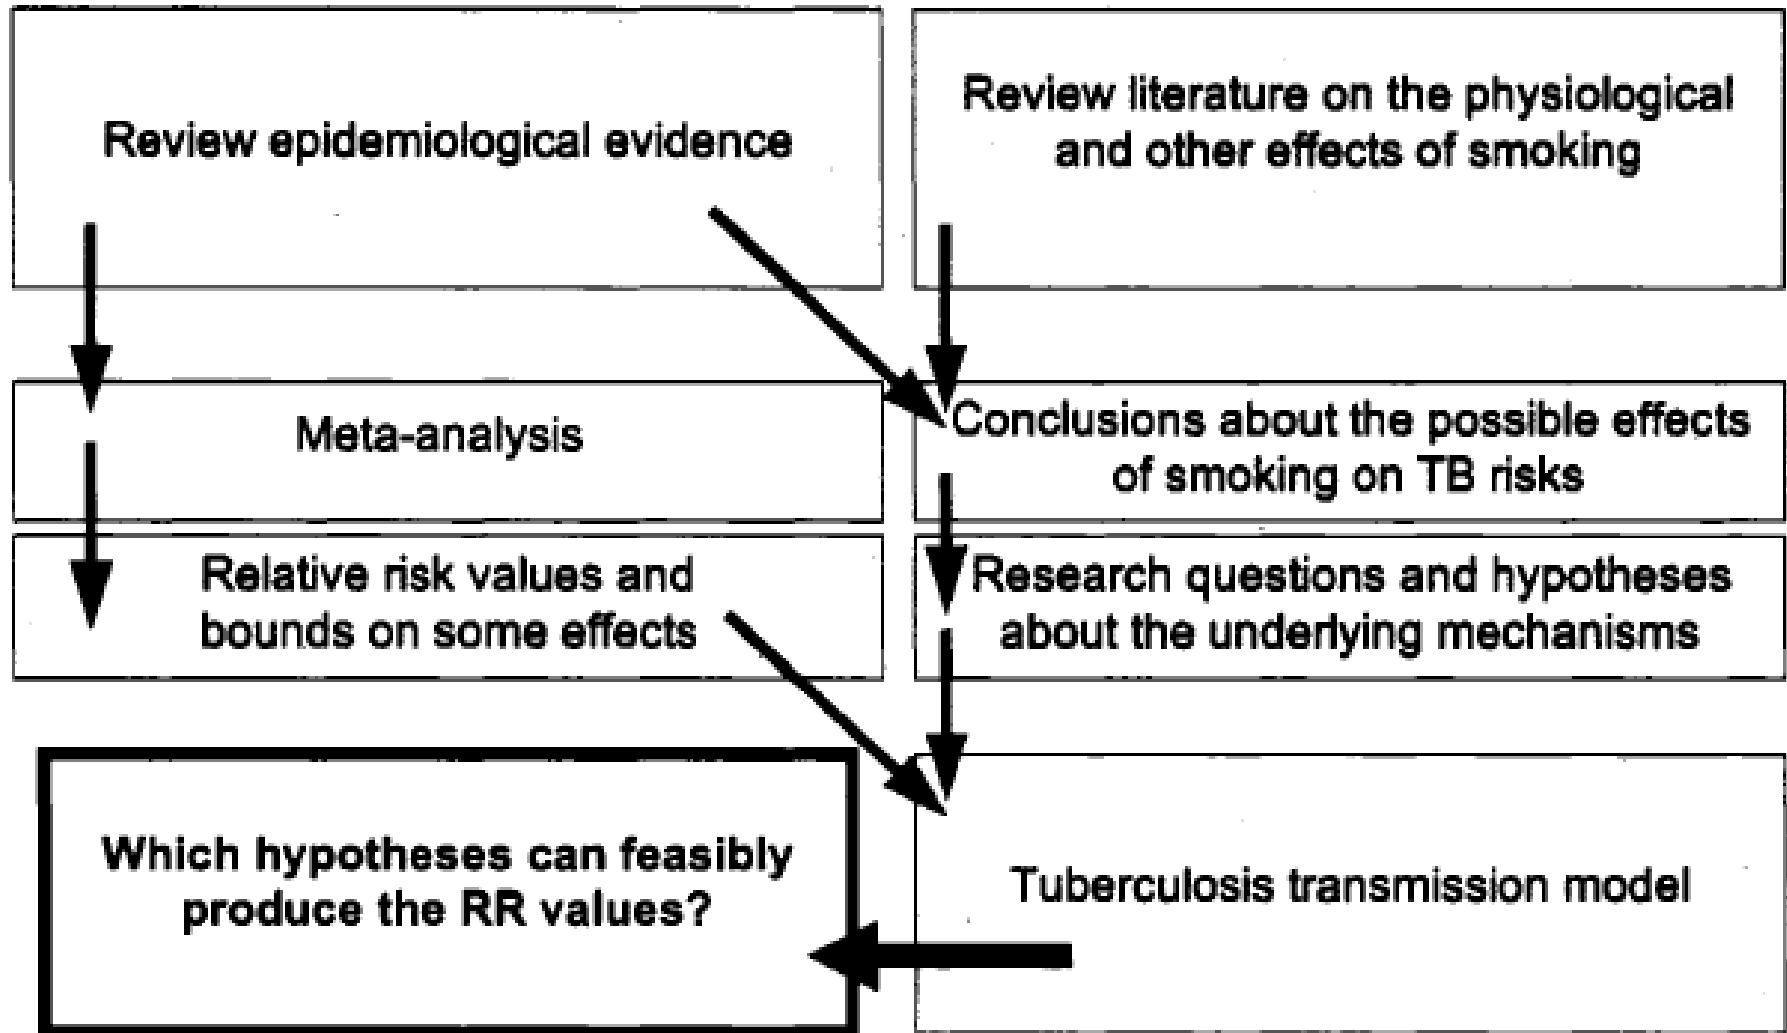 Review epidemiological evidence
Review literature on the physiological
and other effects of smoking
Meta-analysis
Conclusions about the possible effects
of smoking on TB risks
Relative risk values and
bounds on some effects
Research questions and hypotheses
about the underlying mechanisms
Which hypotheses can feasibly
produce the RR values?
Tuberculosis transmission model